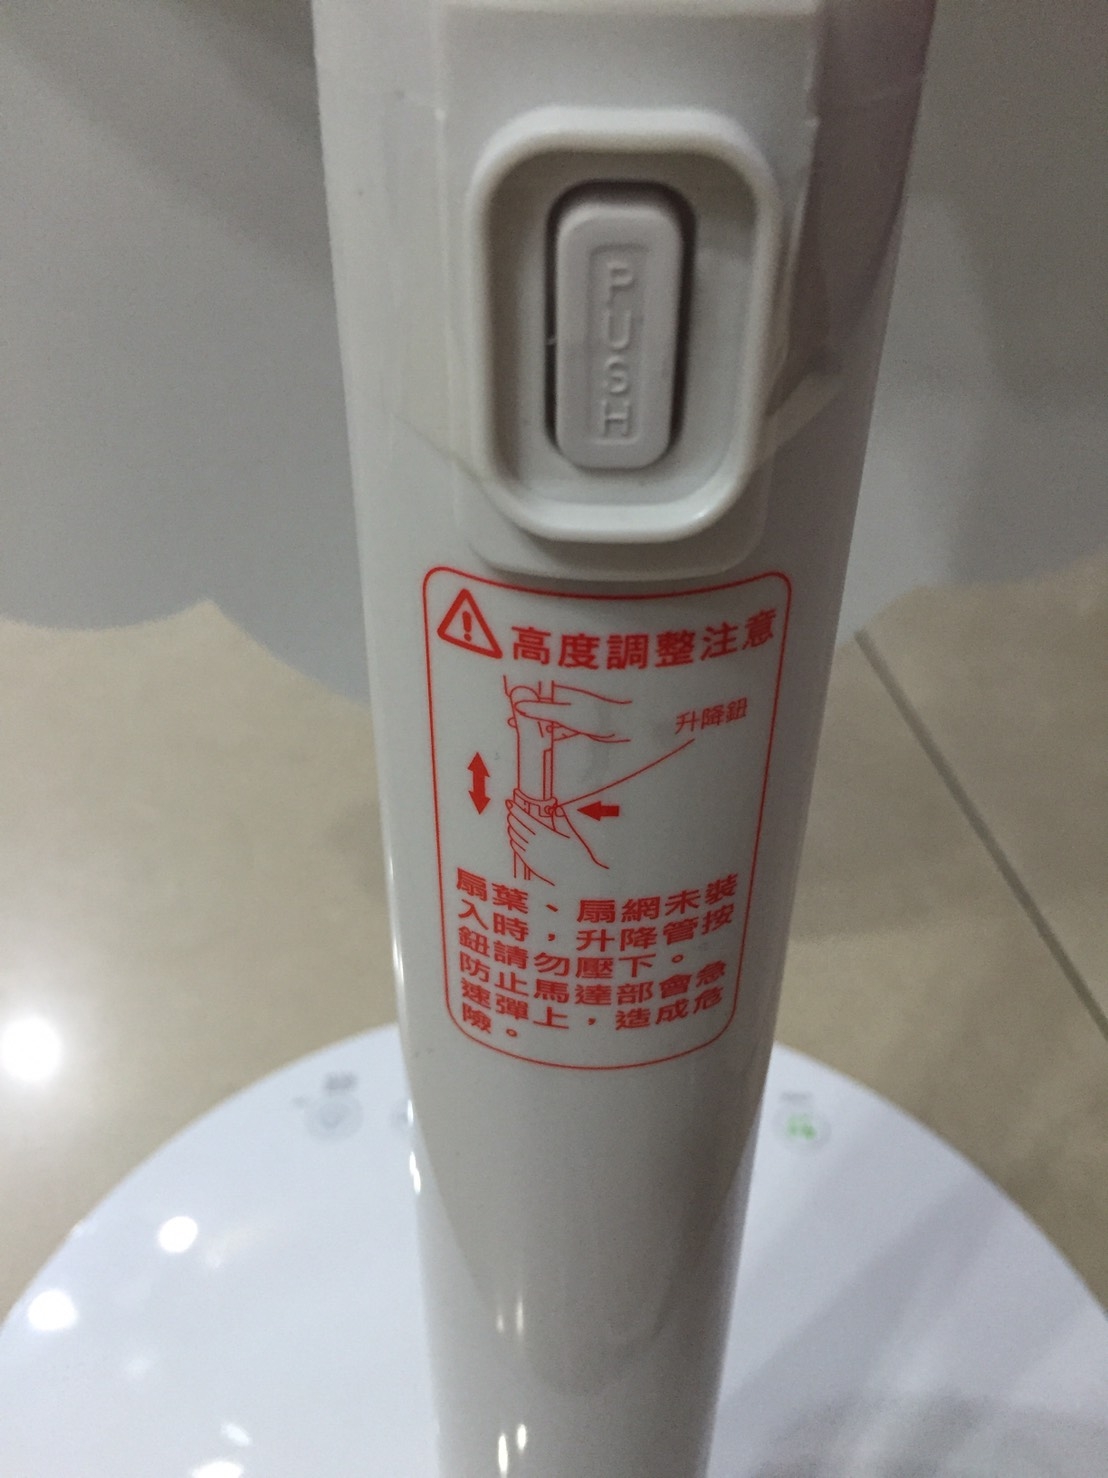 PUSH
高度調整注意
升降鈕
扇葉、扇網未裝
入時，升降管按
鈕請勿壓下。
防止馬達部會急
速彈上，造成危
險。